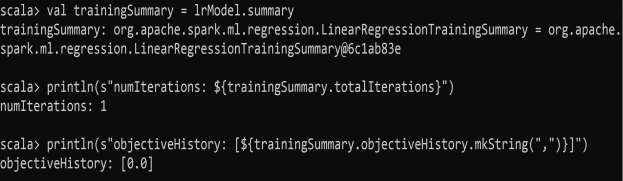 scala> val trainingSummary = lrModel.summary
trainingSummary: org.apache.spark.ml.regression.LinearRegressionTrainingSummary = org.apache.
spark.ml.regression.LinearRegressionTrainingSummary@6c1ab83e
scala> println(s"numIterations: ${trainingSummary.totalIterations}")
numIterations: 1
scala> println(s"objectiveHistory: [${trainingSummary.objectiveHistory.mkString(",")}]")
objectiveHistory: [0.0]